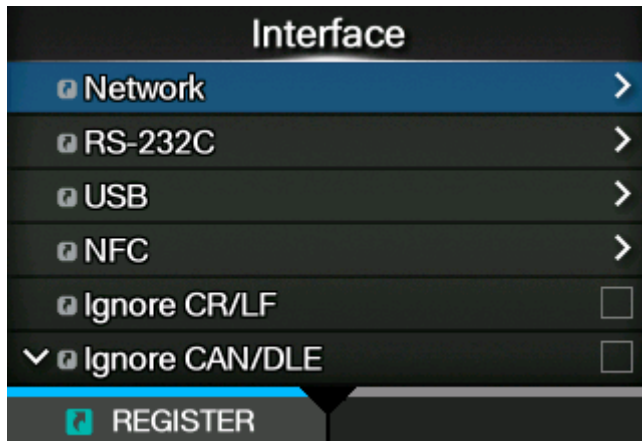 Interface
Network
RS-232C
USB
NFC
Ignore CR/LF
Ignore CAN/DLE
REGISTER